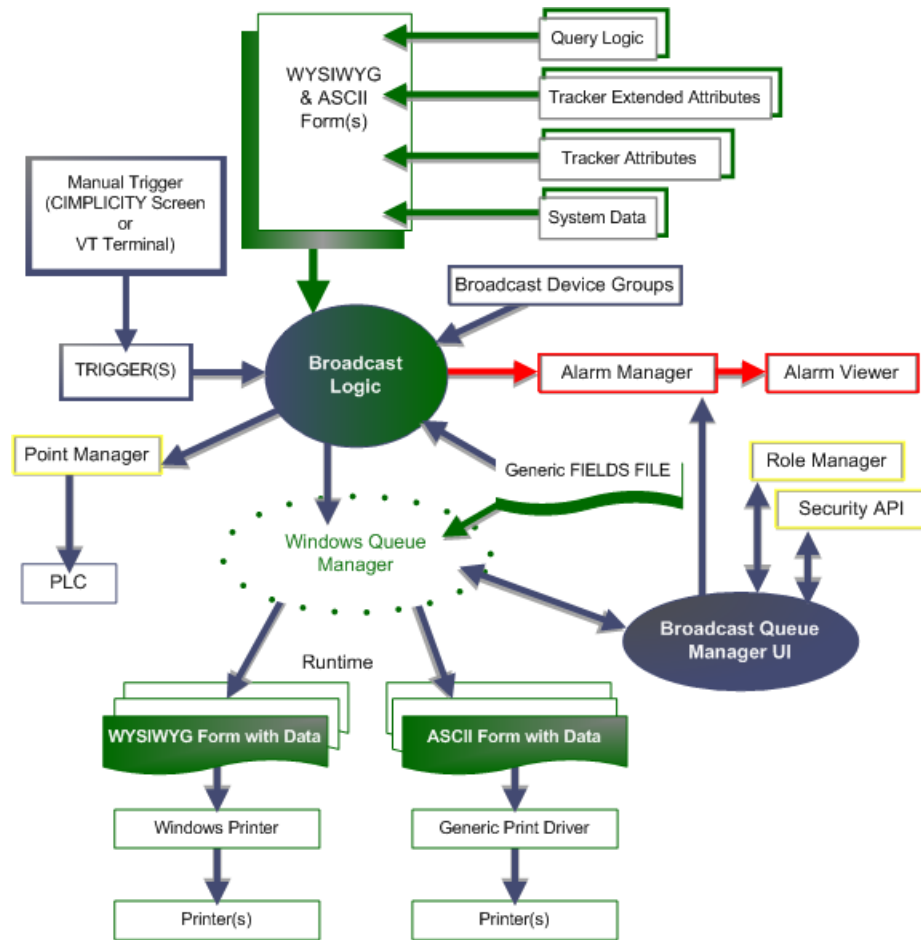 Query Logic
WYSIWYG
& ASCII
Form(s)
Tracker Extended Attributes
Tracker Attributes
System Data
Manual Trigger
(CIMPLICITY Screen
or
VT Terminal)
Broadcast Device Groups
TRIGGER(S)
Broadcast
Logic
Alarm Manager
Alarm Viewer
Point Manager
Generic FIELDS FILE
Role Manager
Security API
Windows Queue
Manager
PLC
Broadcast Queue
Manager UI
Runtime
WYSIWYG Form with Data
ASCII Form with Data
Windows Printer
Generic Print Driver
Printer(s)
Printer(s)